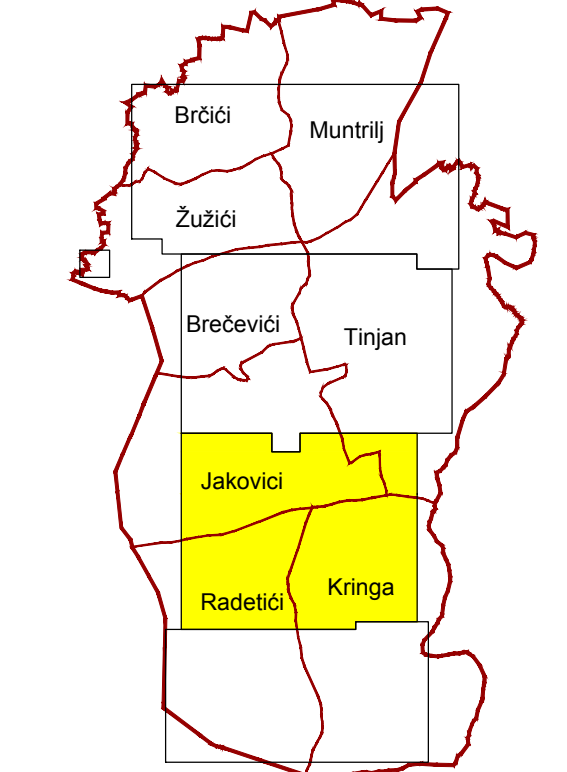 Brčići
Muntrilj
Žužići
Brečevići
Tinjan
Jakovici
Kringa
Radetići